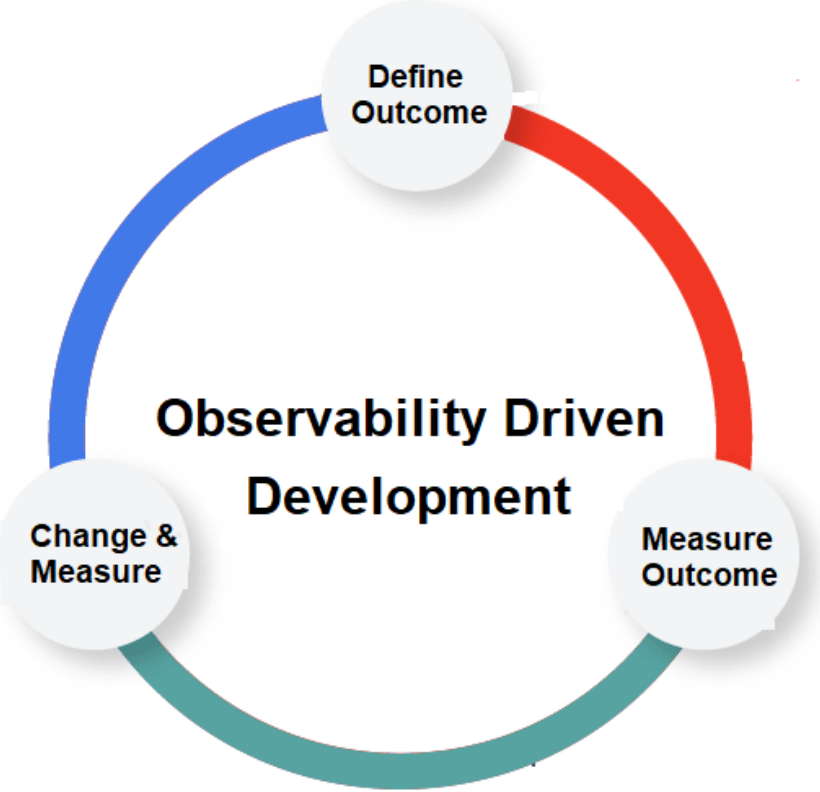 Define
Outcome
Observability Driven
Development
Change &
Measure
Measure
Outcome